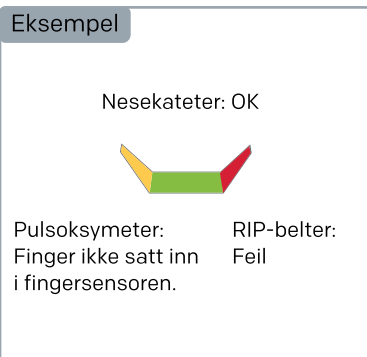 Eksempel
Nesekateter: OK
Pulsoksymeter:
Finger ikke satt inn
i fingersensoren.
RIP-belter:
Feil